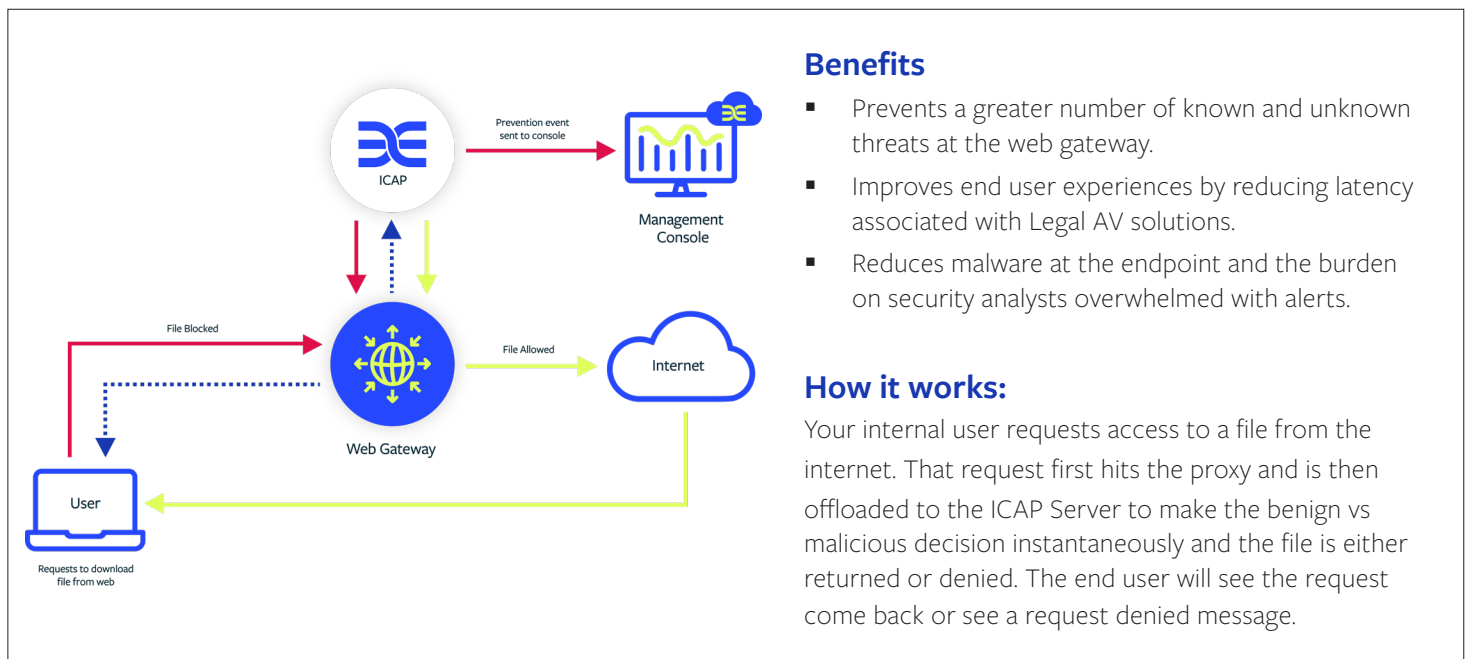 Prevention event
sent to console
ICAP
Management
Console
File Blocked
File Allowed
Internet
Web Gateway
User
Requests to download
file from web
Benefits
▪ Prevents a greater number of known and unknown
threats at the web gateway.
▪ Improves end user experiences by reducing latency
associated with Legal AV solutions.
▪ Reduces malware at the endpoint and the burden
on security analysts overwhelmed with alerts.
How it works:
Your internal user requests access to a file from the
internet. That request first hits the proxy and is then
offloaded to the ICAP Server to make the benign vs
malicious decision instantaneously and the file is either
returned or denied. The end user will see the request
come back or see a request denied message.